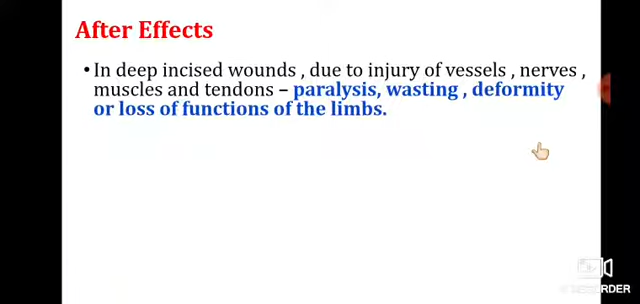 After Effects
• In deep incised wounds , due to injury of vessels , nerves ,
muscles and tendons – paralysis, wasting , deformity
or loss of functions of the limbs.